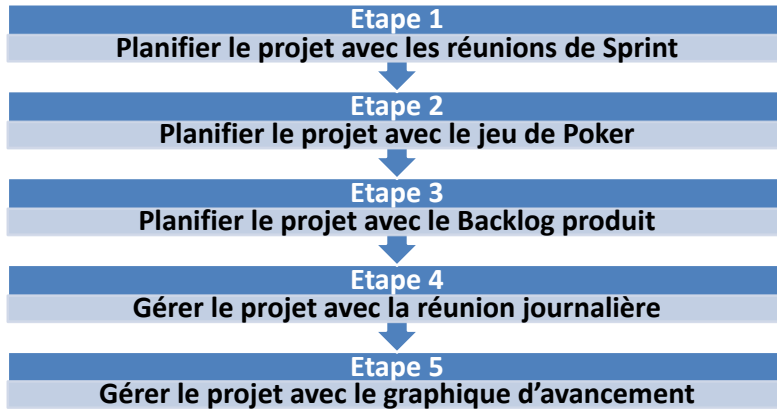 Etape 1
Planifier le projet avec les réunions de Sprint
Etape 2
Planifier le projet avec le jeu de Poker
Etape 3
Planifier le projet avec le Backlog produit
Etape 4
Gérer le projet avec la réunion journalière
Etape 5
Gérer le projet avec le graphique d’avancement